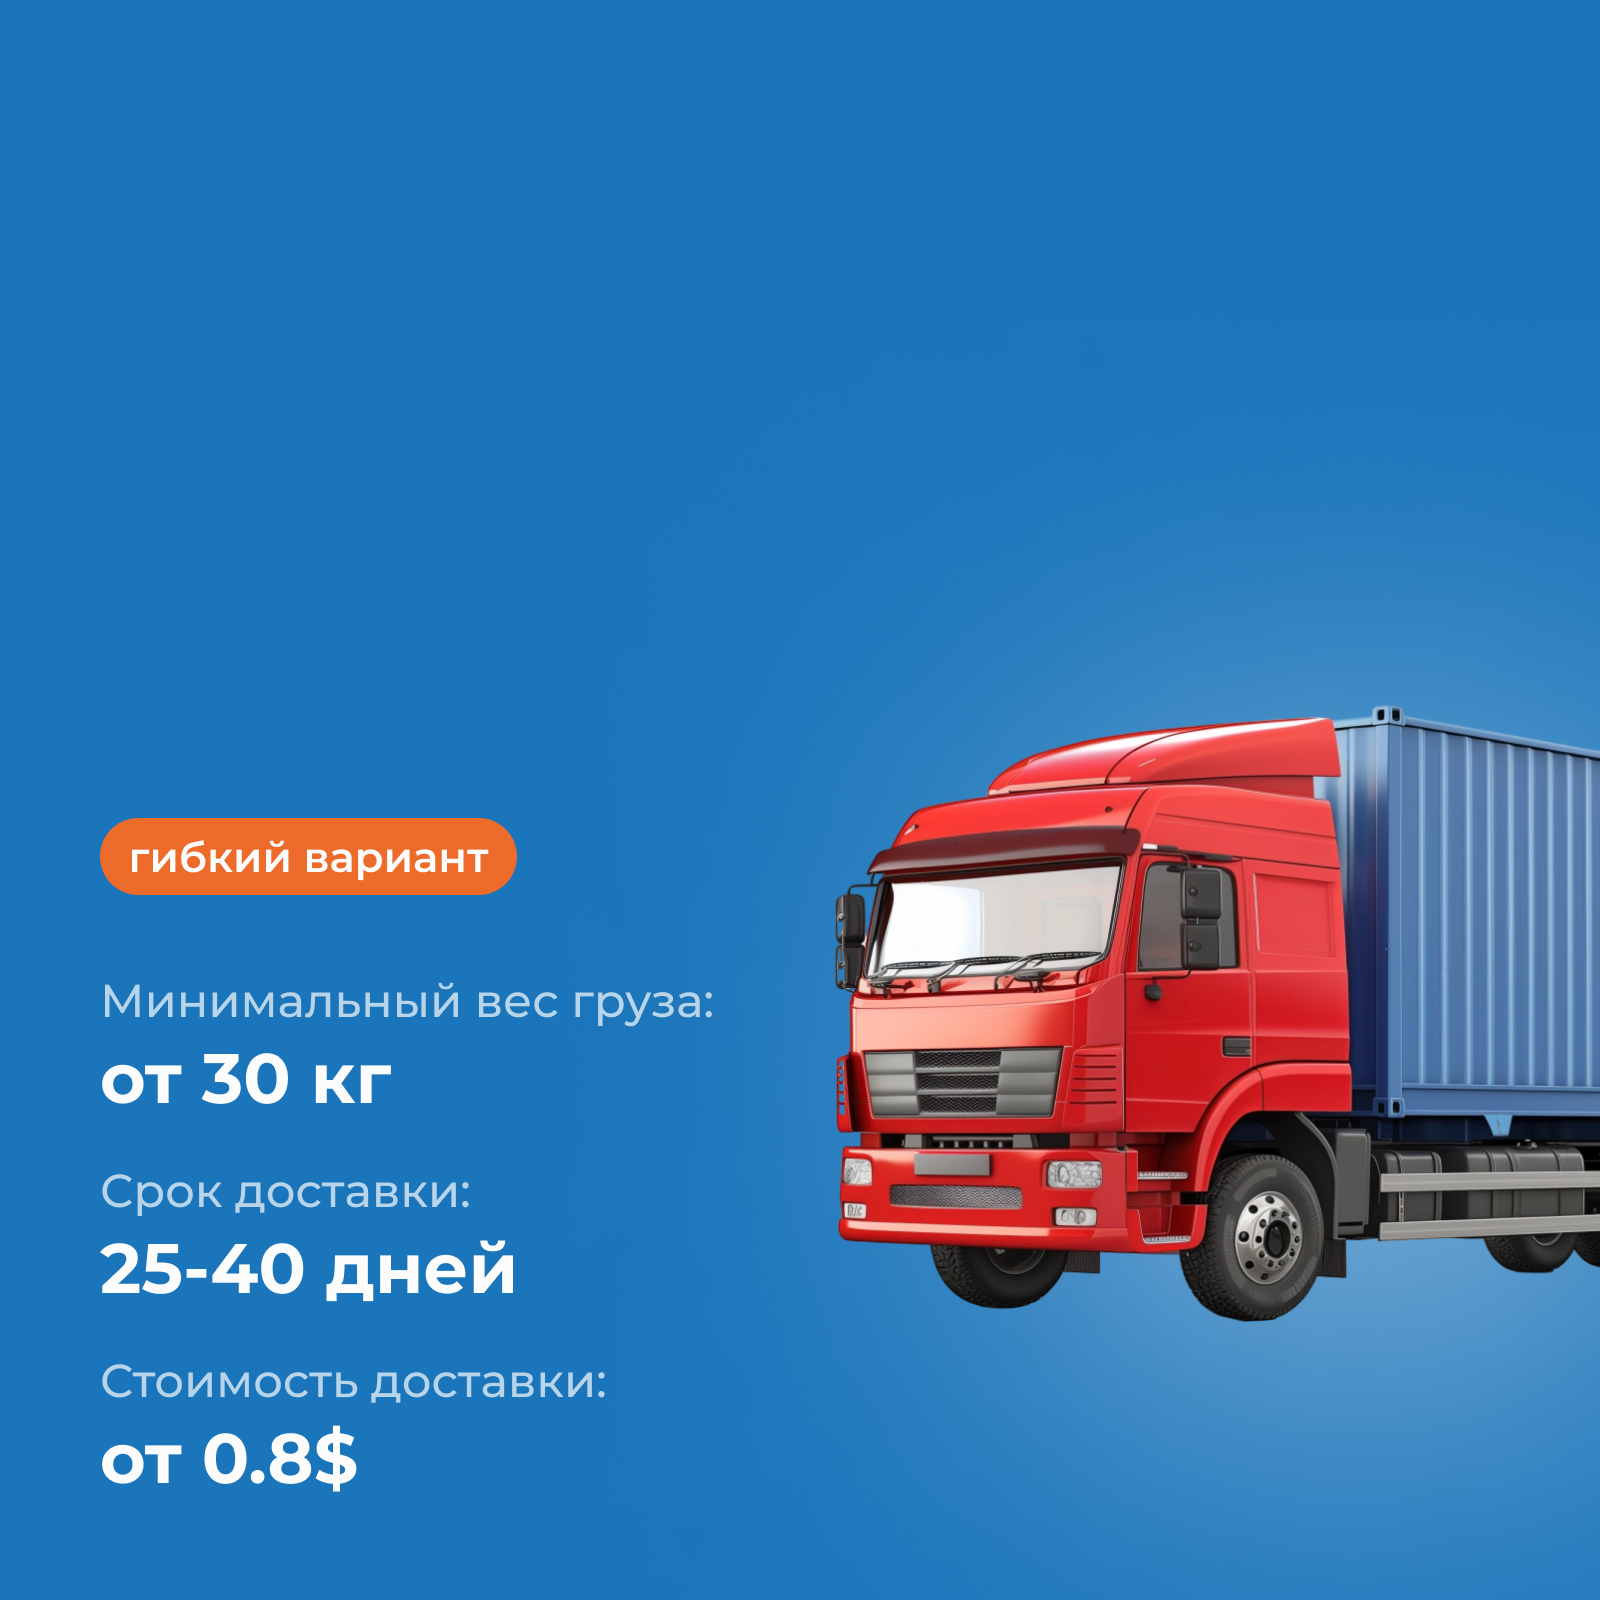 гибкий вариант
Минимальный вес груза:
от 30 кг
Срок доставки:
25-40 дней
Стоимость доставки:
от 0.8$